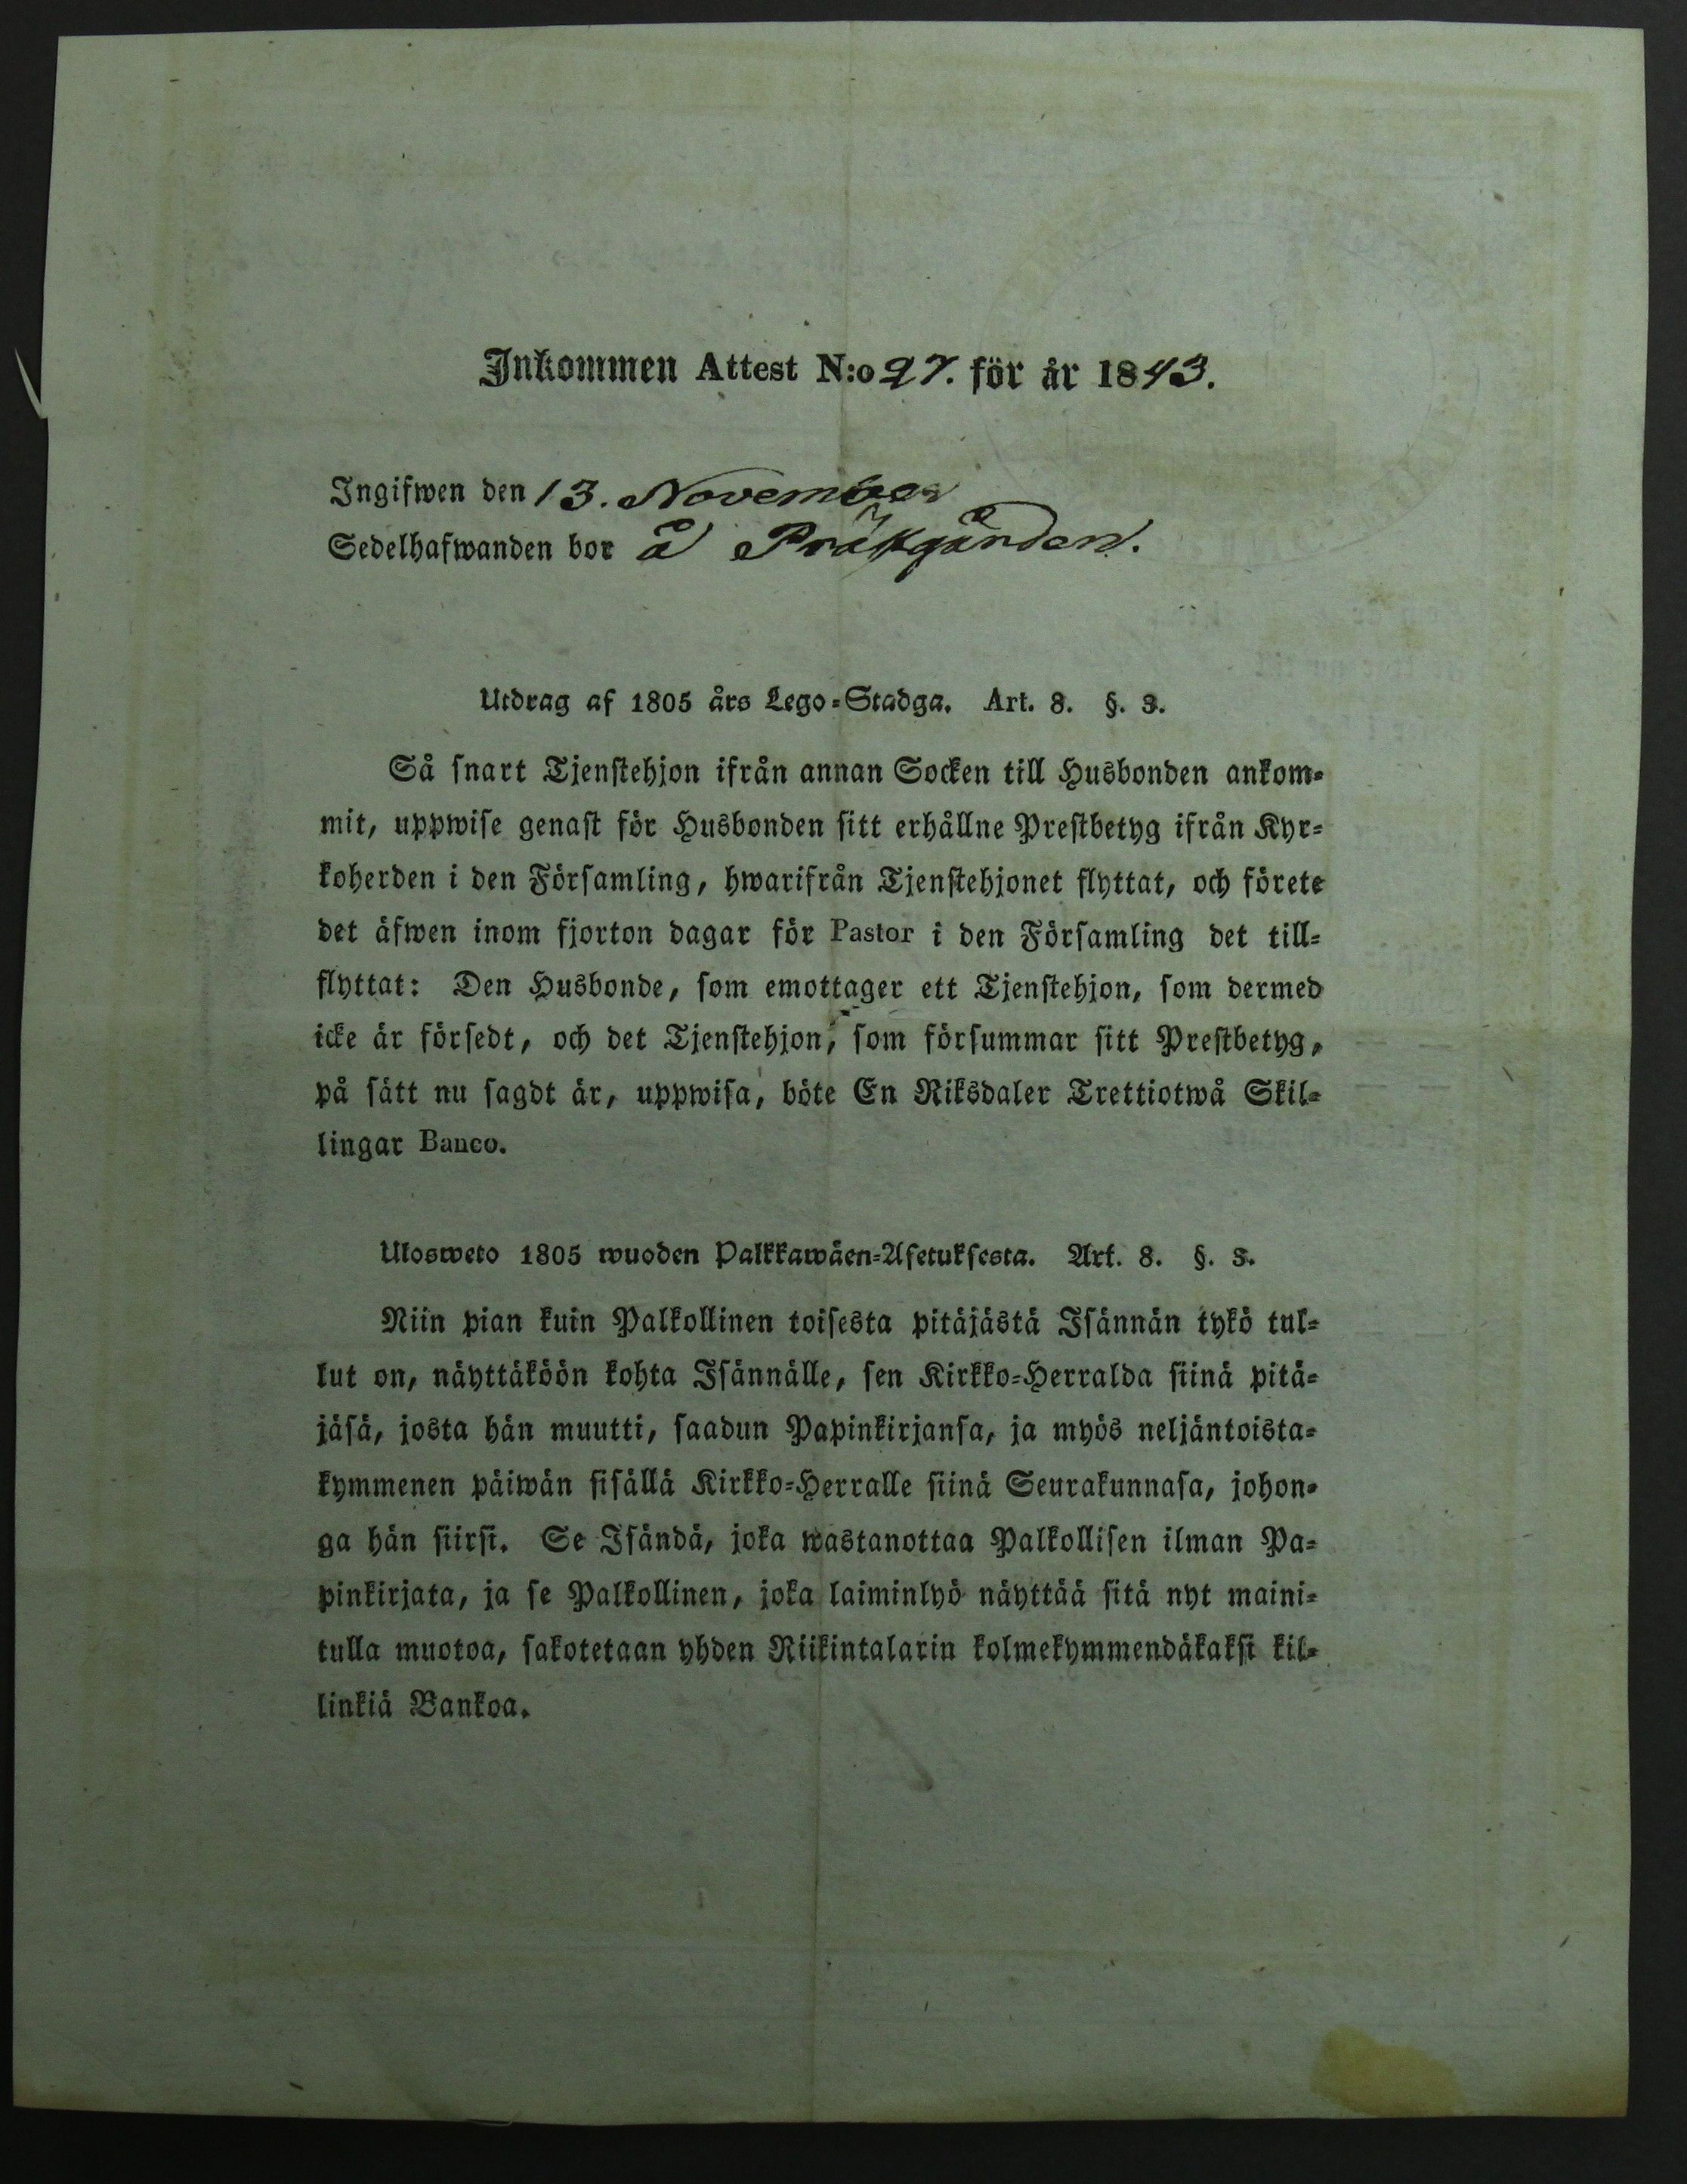 Inkommen Attest N:o 27. för år 1843.
Ingifwen den 13. November
Sedelhafwanden bor å Prästgården.
Utdrag af 1805 års Lego=Stadga. Art. 8. §. 3.
Så snart Tjenstehjon ifrån annan Socken till Husbonden ankom=
mit, uppwise genast för Husbonden sitt erhållne Prestbetyg ifrån Kyr=
koherden i den Församling, hwarifrån Tjenstehjonet flyttat, och förete
det äfwen inom fjorton dagar för Pastor i den Församling det till=
flyttat: Den Husbonde, som emottager ett Tjenstehjon, som dermed
icke är försedt, och det Tjenstehjon, som försummar sitt Prestbetyg,
på sätt nu sagdt är, uppwisa, böte En Riksdaler Trettiotwå Skil=
lingar Banco.
Ulosweto 1805 wuoden Palkkawäen=Asetuksesta. Art. 8. §. 3.
Niin pian kuin Palkollinen toisesta pitäjästä Isännän tykö tul=
lut on, näyttäköön kohta Isännälle, sen Kirkko=Herralda siinä pitä=
jäsä, josta hän muutti, saadun Papinkirjansa, ja myös neljäntoista=
kymmenen päiwän sisällä Kirkko=Herralle siinä Seurakunnasa, johon=
ga hän siirsi. Se Isändä, joka wastanottaa Palkollisen ilman Pa=
pinkirjata, ja se Palkollinen, joka laiminlyö näyttää sitä nyt maini=
tulla muotoa, sakotetaan yhden Riikintalarin kolmekymmendäkaksi kil=
linkiä Bankoa.